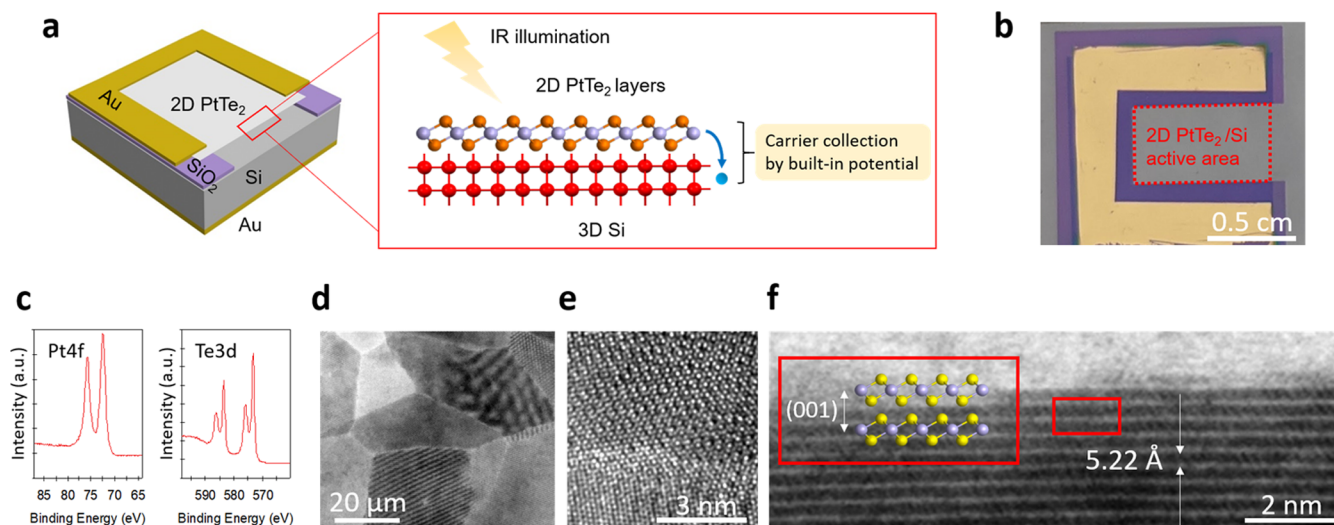 a
Au
2D PtTe2
SiO2
Si
Au
IR illumination
2D PtTe2 layers
Carrier collection
by built-in potential
3D Si
b
2D PtTe2 /Si
active area
0.5 cm
c
Pt4f
Intensity (a.u.)
85 80 75 70 65
Binding Energy (eV)
Te3d
Intensity (a.u.)
590 580 570
Binding Energy (eV)
d
20 μm
e
3 nm
f
(001)
5.22 Å
2 nm